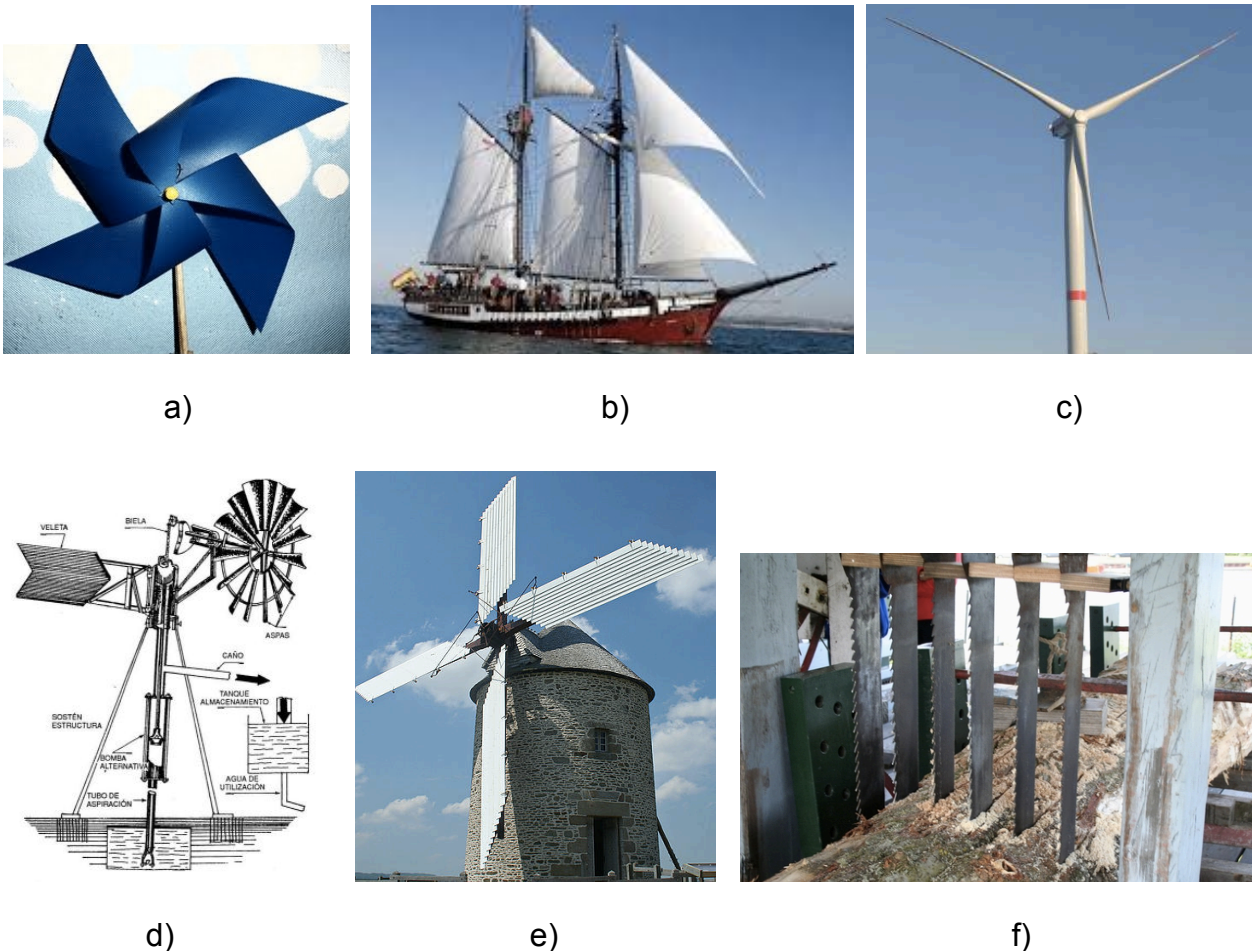 a)
b)
c)
VELETA
BIELA
ASPAS
CAÑO
TANQUE
ALMACENAMIENTO
SOSTÉN
ESTRUCTURA
BOMBA
ALTERNATIVA
AGUA DE
UTILIZACIÓN
TUBO DE
ASPIRACIÓN
d)
e)
f)